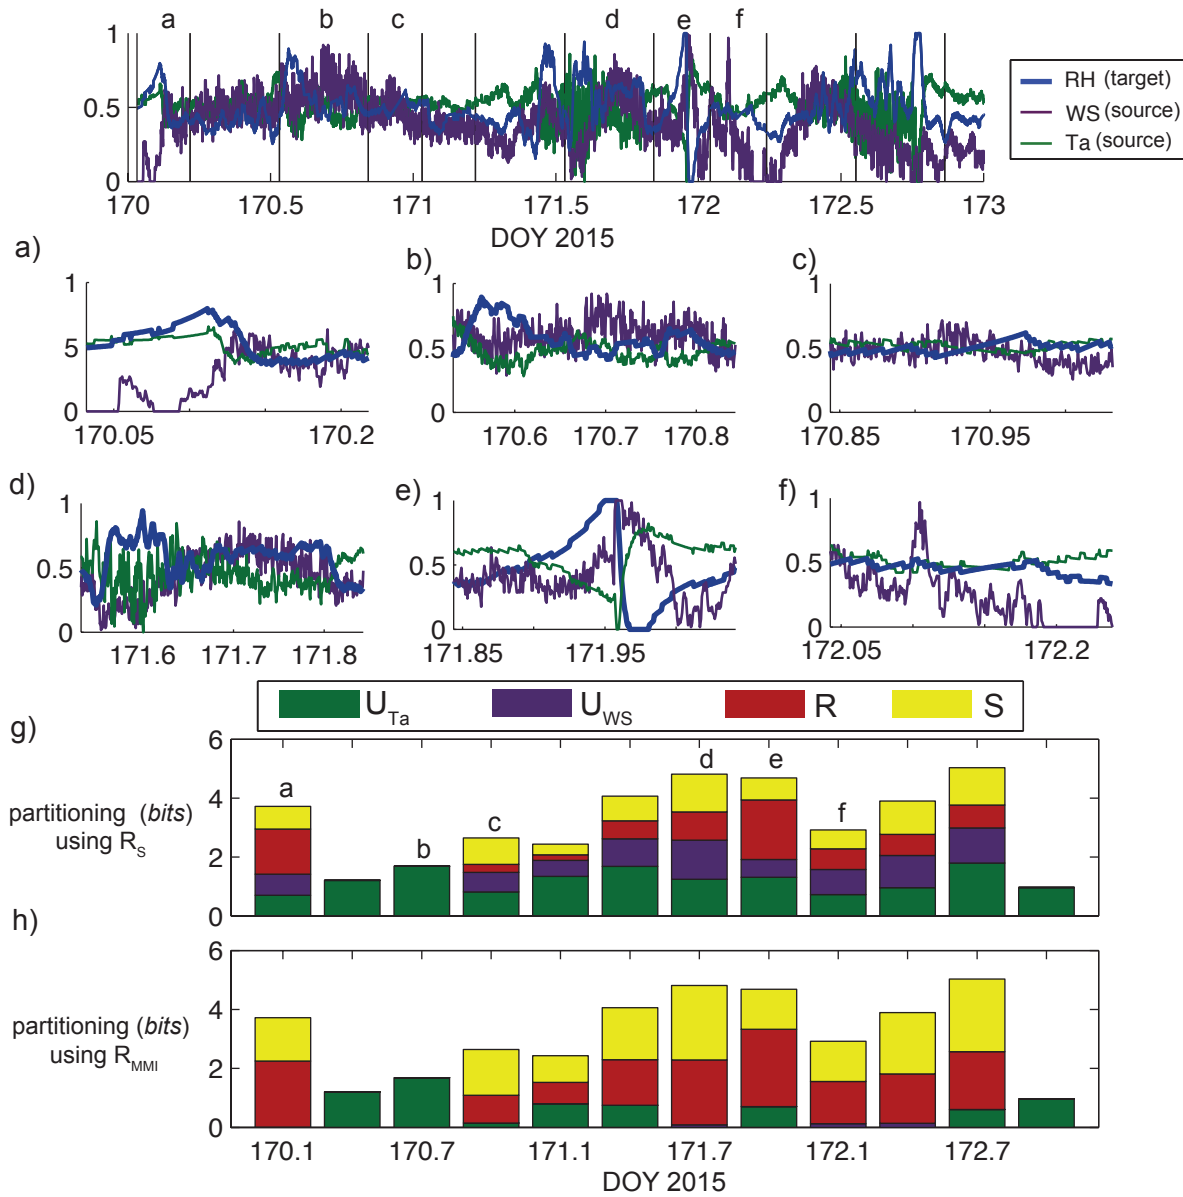 a b c d e f
1
0.5
0
170 170.5 171 171.5 172 172.5 173
DOY 2015
RH (target)
WS (source)
Ta (source)
a)
1
5
0
170.05 170.2
b)
1
0.5
0
170.6 170.7 170.8
c)
1
0.5
0
170.85 170.95
d)
1
0.5
0
171.6 171.7 171.8
e)
1
0.5
0
171.85 171.95
f)
1
0.5
0
172.05 172.2
U_Ta U_WS R S
g)
partitioning (bits)
using R_S
6
4
2
0
a b c d e f
h)
partitioning (bits)
using R_MMI
6
4
2
0
170.1 170.7 171.1 171.7 172.1 172.7
DOY 2015